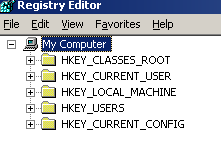 Registry Editor
File Edit View Favorites Help
My Computer
HKEY_CLASSES_ROOT
HKEY_CURRENT_USER
HKEY_LOCAL_MACHINE
HKEY_USERS
HKEY_CURRENT_CONFIG